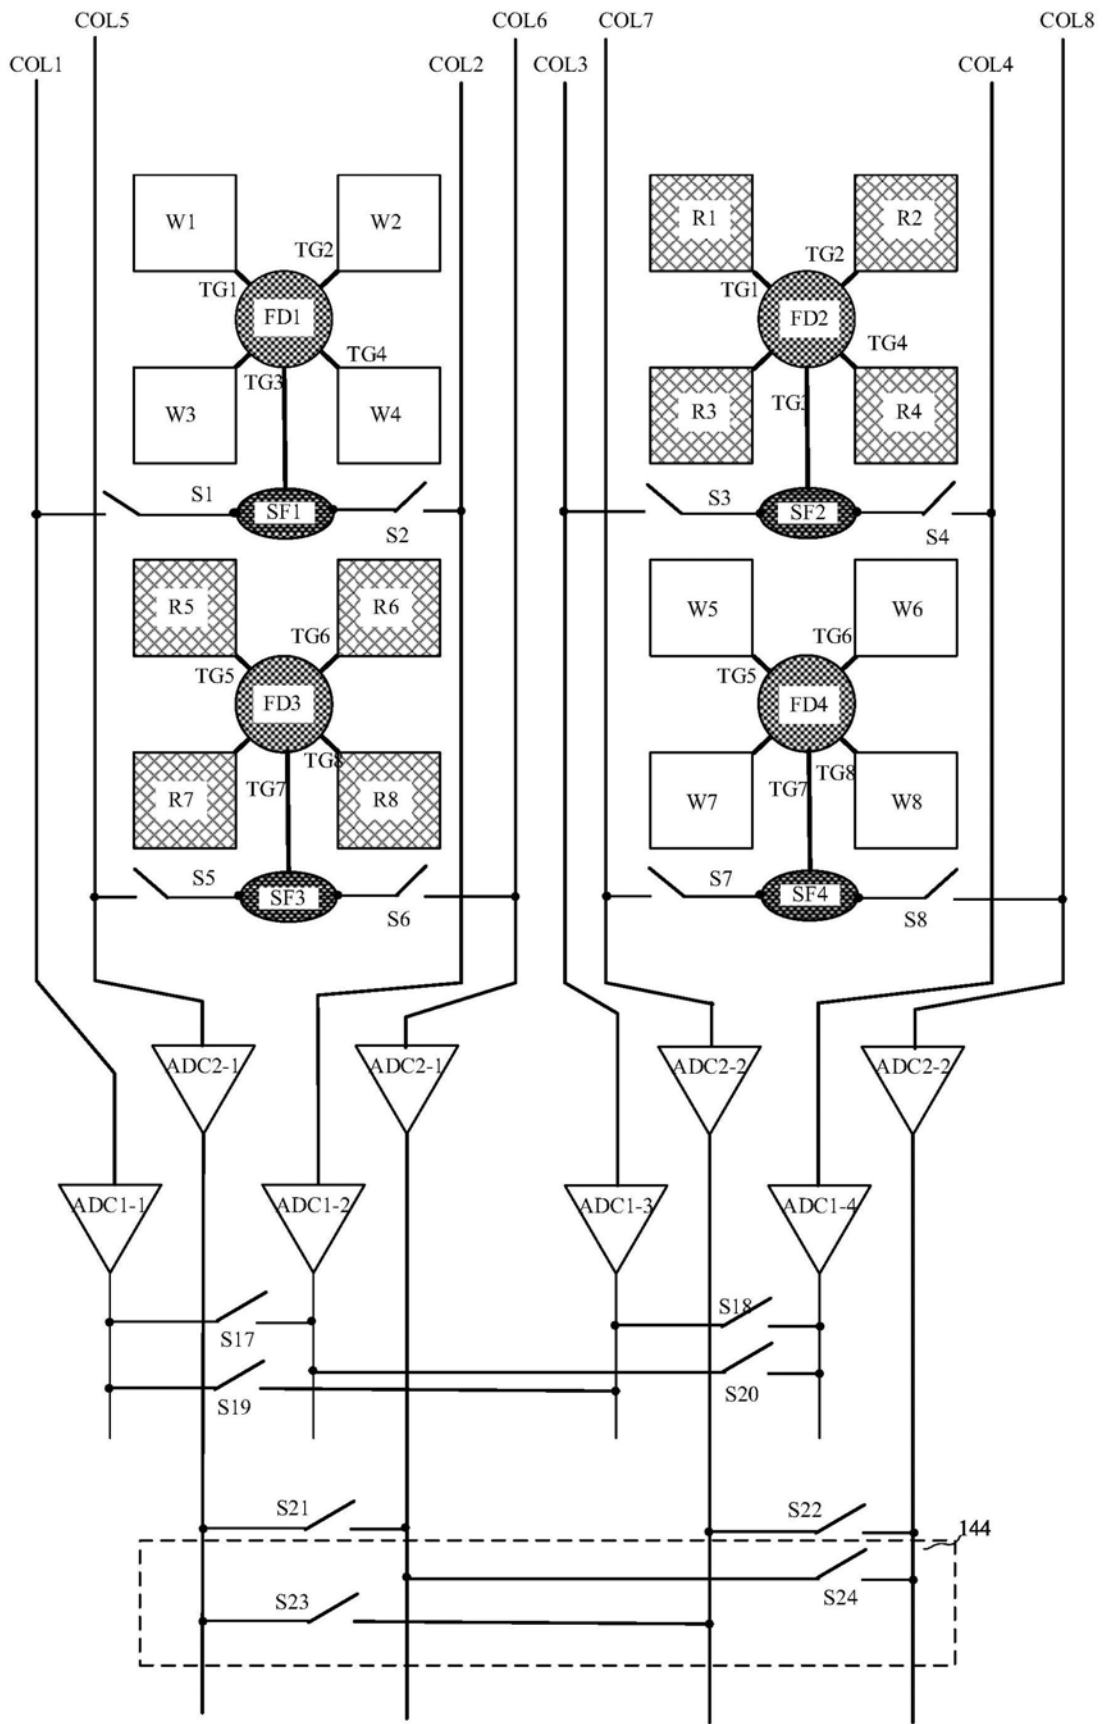 COL5 COL6 COL7 COL8
COL1 COL2 COL3 COL4
W1 W2 R1 R2
TG2 TG2
TG1 FD1 TG1 FD2
TG4 TG4
TG3 TG3
W3 W4 R3 R4
S1 SF1 S2 S3 SF2 S4
R5 R6 W5 W6
TG6 TG6
TG5 FD3 TG5 FD4
TG8 TG8
TG7 TG7
R7 R8 W7 W8
S5 SF3 S6 S7 SF4 S8
ADC2-1 ADC2-1 ADC2-2 ADC2-2
ADC1-1 ADC1-2 ADC1-3 ADC1-4
S17 S18
S19 S20
S21 S22
144
S23 S24